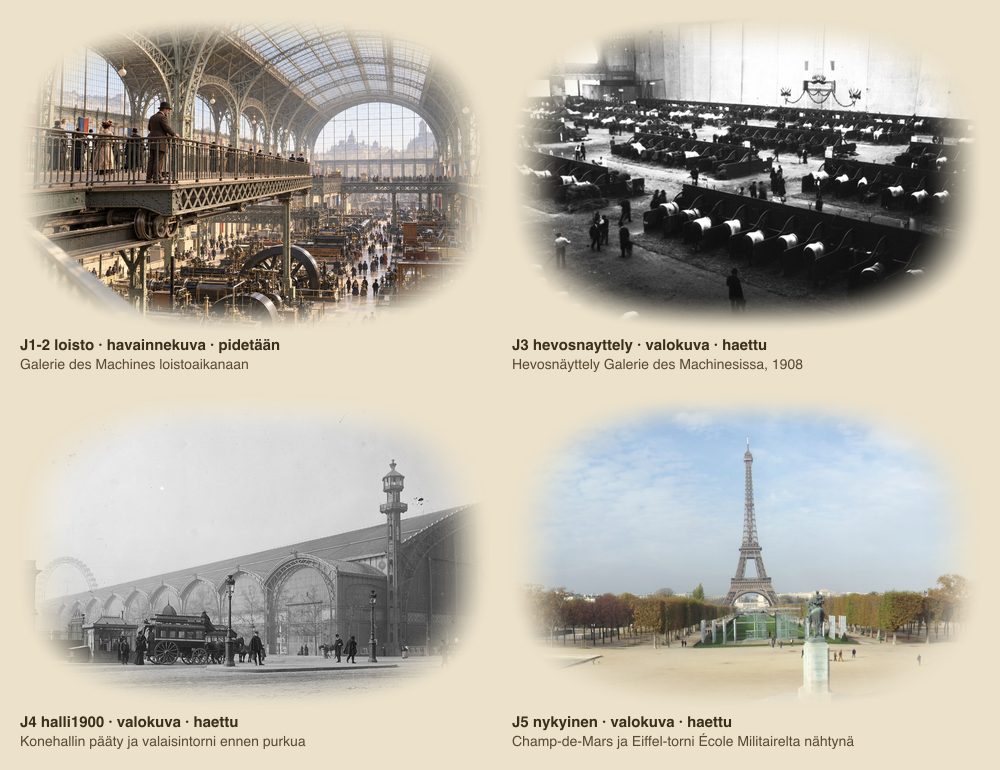 J1-2 loisto · havainnekuva · pidetään
Galerie des Machines loistoaikanaan
J3 hevosnayttely · valokuva · haettu
Hevosnäyttely Galerie des Machinesissa, 1908
J4 halli1900 · valokuva · haettu
Konehallin pääty ja valaisintorni ennen purkua
J5 nykyinen · valokuva · haettu
Champ-de-Mars ja Eiffel-torni École Militairelta nähtynä